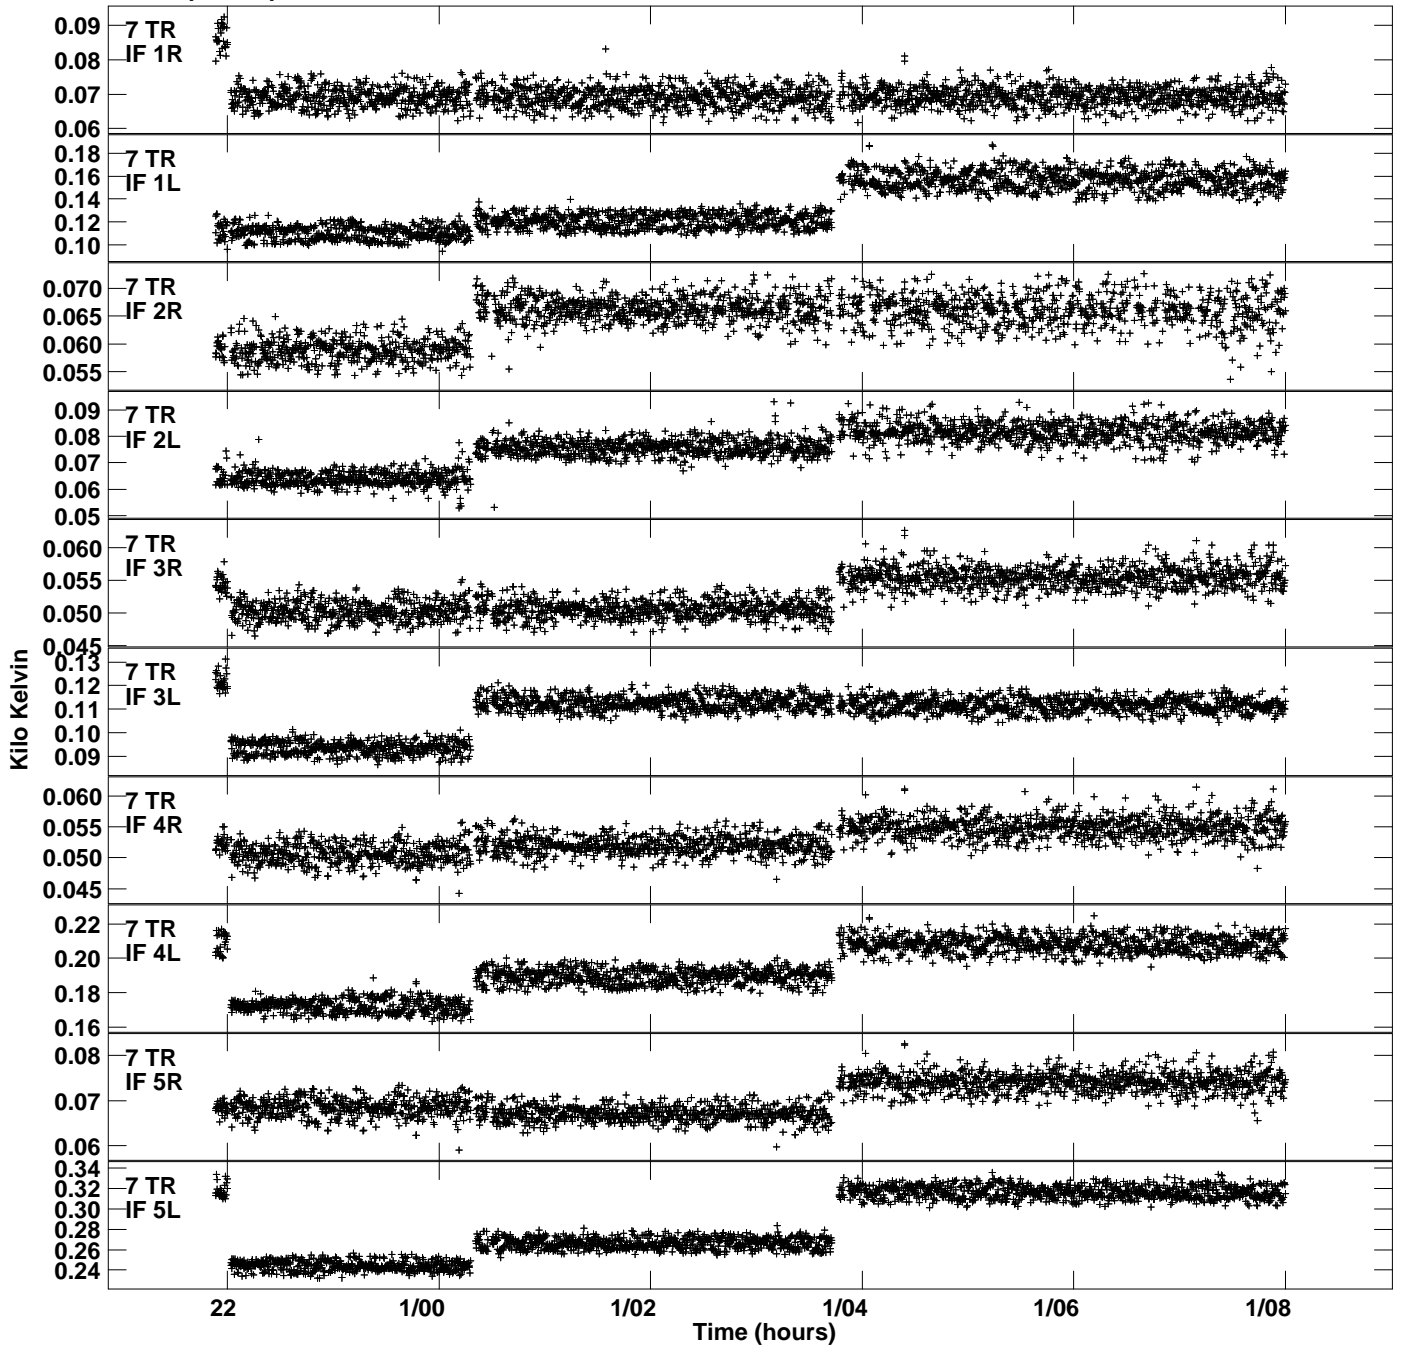 0.09
0.08
0.07
0.06
7 TR
IF 1R
0.18
0.16
0.14
0.12
0.10
7 TR
IF 1L
0.070
0.065
0.060
0.055
7 TR
IF 2R
0.09
0.08
0.07
0.06
0.05
7 TR
IF 2L
0.060
0.055
0.050
0.045
7 TR
IF 3R
0.13
0.12
0.11
0.10
0.09
7 TR
IF 3L
Kilo Kelvin
0.060
0.055
0.050
0.045
7 TR
IF 4R
0.22
0.20
0.18
0.16
7 TR
IF 4L
0.08
0.07
0.06
7 TR
IF 5R
0.34
0.32
0.30
0.28
0.26
0.24
7 TR
IF 5L
22 1/00 1/02 1/04 1/06 1/08
Time (hours)